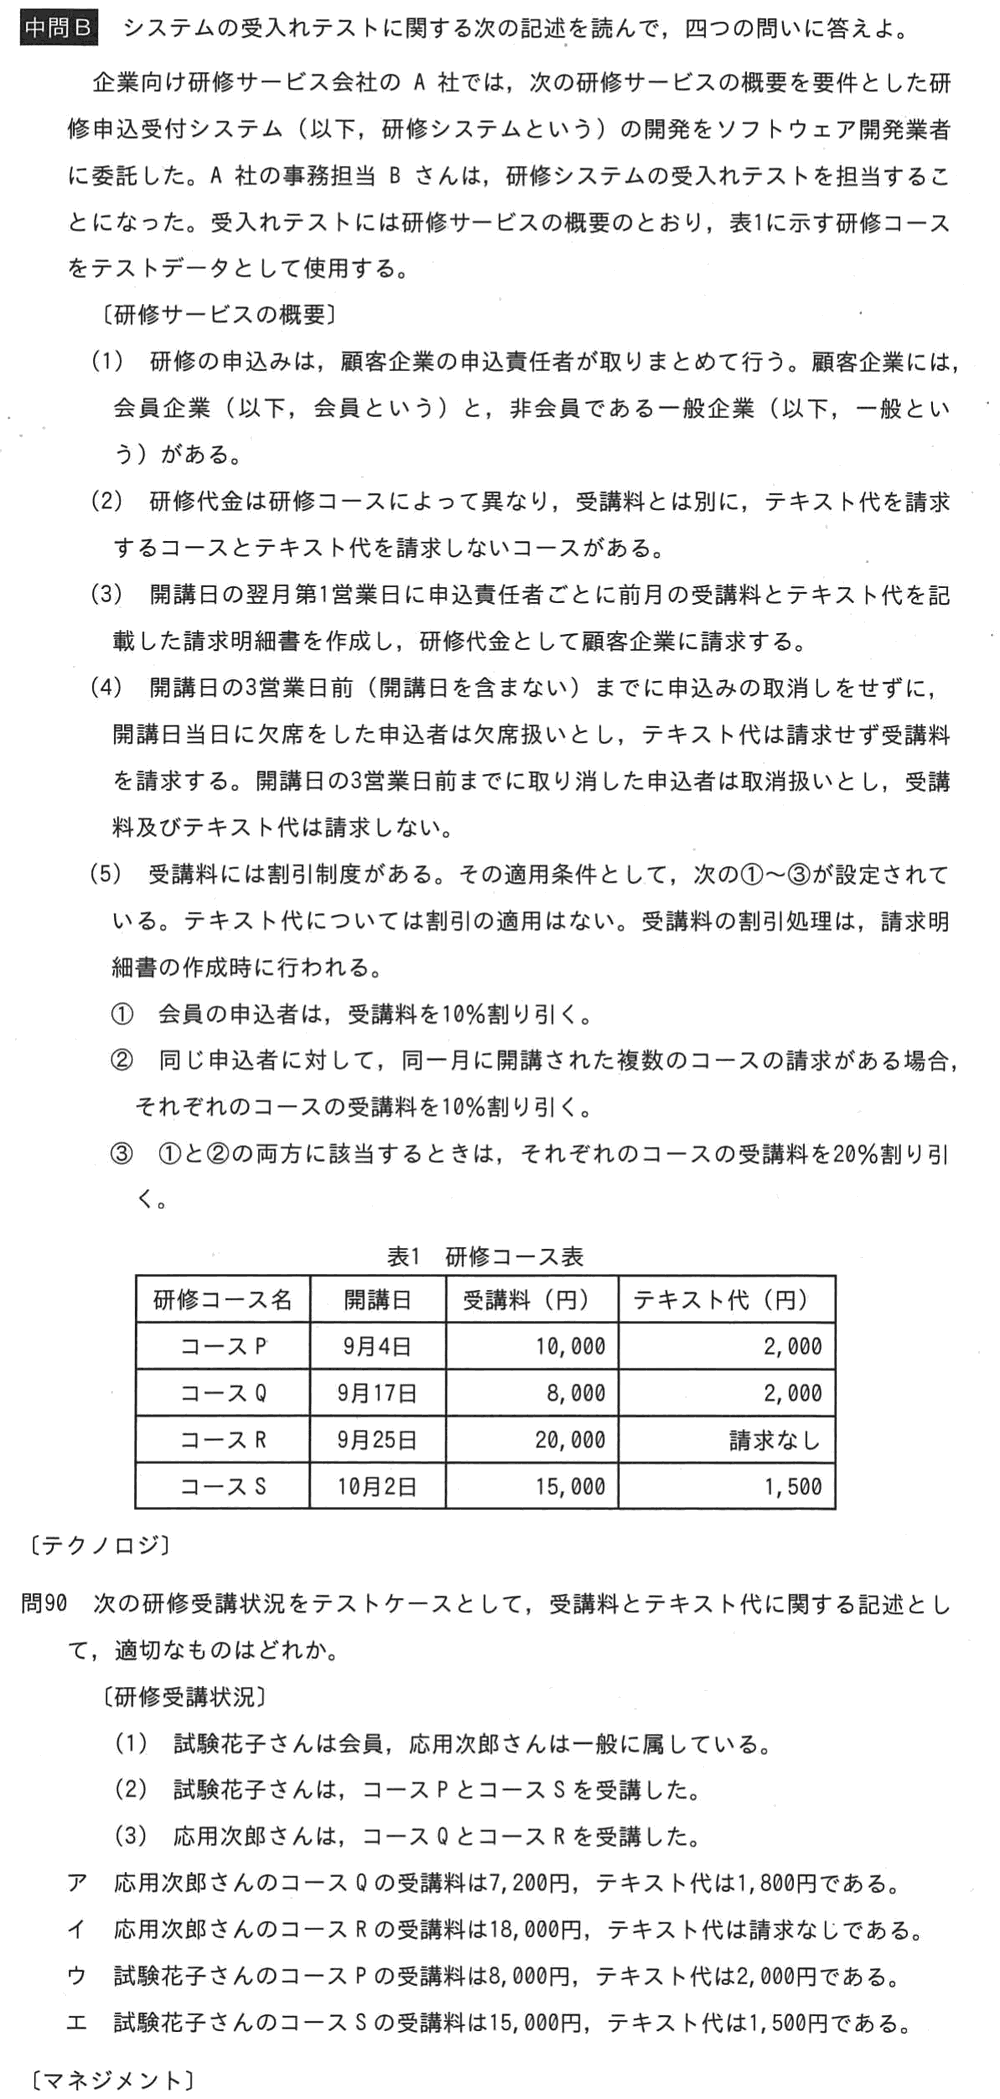 中問B システムの受入れテストに関する次の記述を読んで，四つの問いに答えよ。
企業向け研修サービス会社の A 社では，次の研修サービスの概要を要件とした研
修申込受付システム（以下，研修システムという）の開発をソフトウェア開発業者
に委託した。A 社の事務担当 B さんは，研修システムの受入れテストを担当するこ
とになった。受入れテストには研修サービスの概要のとおり，表1に示す研修コース
をテストデータとして使用する。
〔研修サービスの概要〕
(1) 研修の申込みは，顧客企業の申込責任者が取りまとめて行う。顧客企業には，
会員企業（以下，会員という）と，非会員である一般企業（以下，一般とい
う）がある。
(2) 研修代金は研修コースによって異なり，受講料とは別に，テキスト代を請求
するコースとテキスト代を請求しないコースがある。
(3) 開講日の翌月第1営業日に申込責任者ごとに前月の受講料とテキスト代を記
載した請求明細書を作成し，研修代金として顧客企業に請求する。
(4) 開講日の3営業日前（開講日を含まない）までに申込みの取消しをせずに，
開講日当日に欠席をした申込者は欠席扱いとし，テキスト代は請求せず受講料
を請求する。開講日の3営業日前までに取り消した申込者は取消扱いとし，受講
料及びテキスト代は請求しない。
(5) 受講料には割引制度がある。その適用条件として，次の①～③が設定されて
いる。テキスト代については割引の適用はない。受講料の割引処理は，請求明
細書の作成時に行われる。
① 会員の申込者は，受講料を10％割り引く。
② 同じ申込者に対して，同一月に開講された複数のコースの請求がある場合，
それぞれのコースの受講料を10％割り引く。
③ ①と②の両方に該当するときは，それぞれのコースの受講料を20％割り引
く。
表1 研修コース表
研修コース名 開講日 受講料（円） テキスト代（円）
コースP 9月4日 10,000 2,000
コースQ 9月17日 8,000 2,000
コースR 9月25日 20,000 請求なし
コースS 10月2日 15,000 1,500
〔テクノロジ〕
問90 次の研修受講状況をテストケースとして，受講料とテキスト代に関する記述とし
て，適切なものはどれか。
〔研修受講状況〕
(1) 試験花子さんは会員，応用次郎さんは一般に属している。
(2) 試験花子さんは，コースPとコースSを受講した。
(3) 応用次郎さんは，コースQとコースRを受講した。
ア 応用次郎さんのコースQの受講料は7,200円，テキスト代は1,800円である。
イ 応用次郎さんのコースRの受講料は18,000円，テキスト代は請求なしである。
ウ 試験花子さんのコースPの受講料は8,000円，テキスト代は2,000円である。
エ 試験花子さんのコースSの受講料は15,000円，テキスト代は1,500円である。
〔マネジメント〕